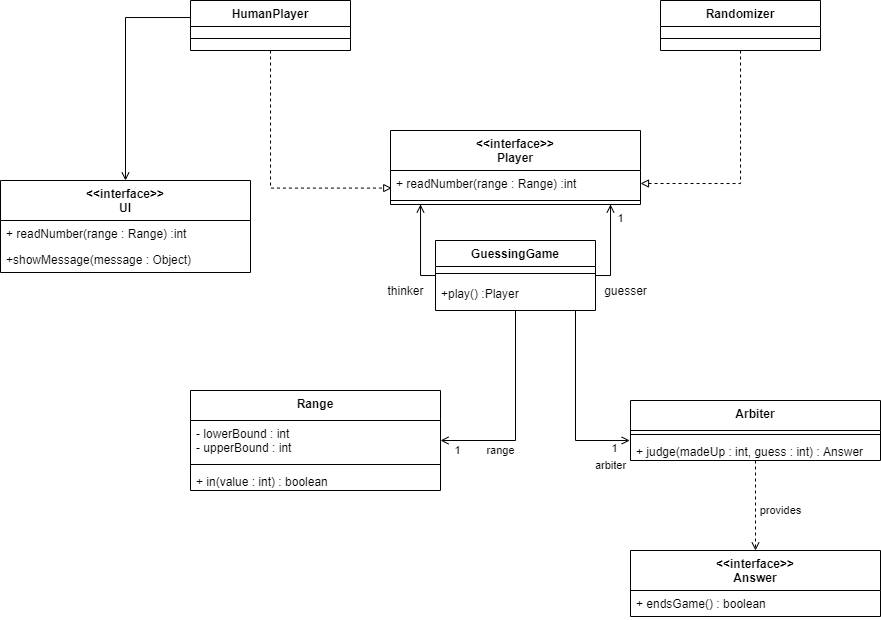 HumanPlayer
Randomizer
<<interface>>
Player
+ readNumber(range : Range) :int
<<interface>>
UI
+ readNumber(range : Range) :int
+showMessage(message : Object)
1
GuessingGame
+play() :Player
thinker
guesser
Range
- lowerBound : int
- upperBound : int
+ in(value : int) : boolean
1
range
Arbiter
+ judge(madeUp : int, guess : int) : Answer
1
arbiter
provides
<<interface>>
Answer
+ endsGame() : boolean